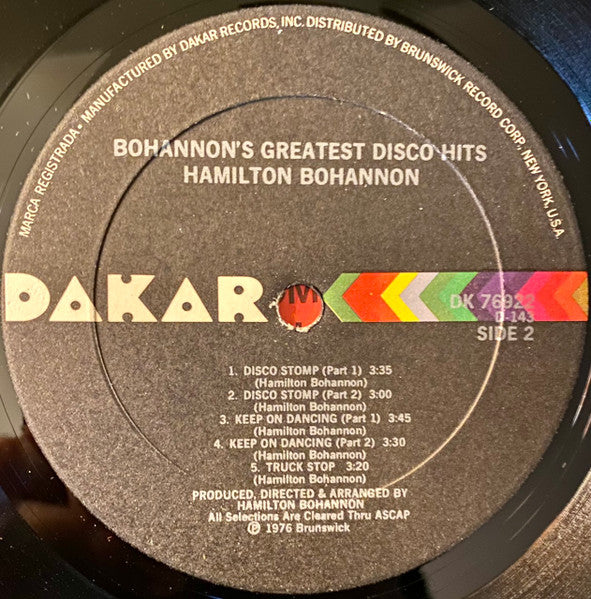 MARCA REGISTRADA • MANUFACTURED BY DAKAR RECORDS, INC. DISTRIBUTED BY BRUNSWICK RECORD CORP., NEW YORK, U.S.A.
BOHANNON'S GREATEST DISCO HITS
HAMILTON BOHANNON
DAKAR
DK 76922
D-143
SIDE 2
1. DISCO STOMP (Part 1) 3:35
(Hamilton Bohannon)
2. DISCO STOMP (Part 2) 3:00
(Hamilton Bohannon)
3. KEEP ON DANCING (Part 1) 3:45
(Hamilton Bohannon)
4. KEEP ON DANCING (Part 2) 3:30
(Hamilton Bohannon)
5. TRUCK STOP 3:20
(Hamilton Bohannon)
PRODUCED, DIRECTED & ARRANGED BY
HAMILTON BOHANNON
All Selections Are Cleared Thru ASCAP
℗ 1976 Brunswick